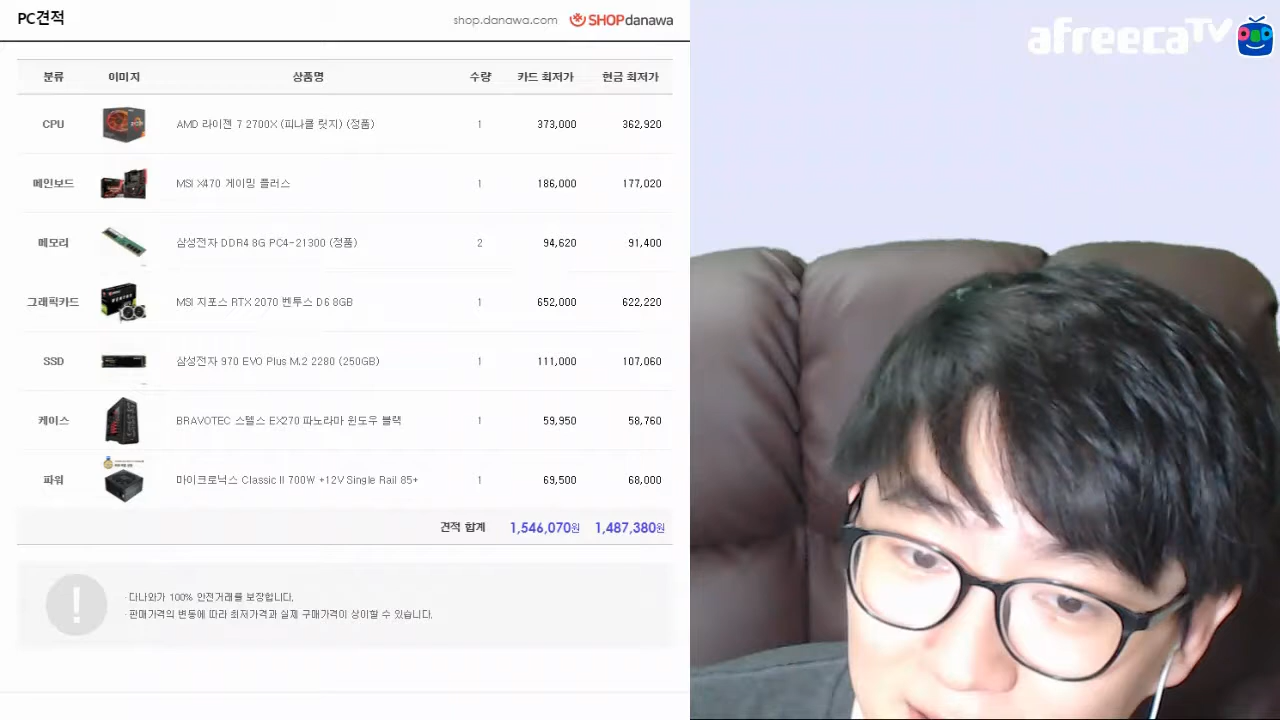 PC견적
shop.danawa.com SHOPdanawa
afreecaTV
분류 이미지 상품명 수량 카드 최저가 현금 최저가
CPU AMD 라이젠 7 2700X (피나클 릿지) (정품) 1 373,000 362,920
메인보드 MSI X470 게이밍 플러스 1 186,000 177,020
메모리 삼성전자 DDR4 8G PC4-21300 (정품) 2 94,620 91,400
그래픽카드 MSI 지포스 RTX 2070 벤투스 D6 8GB 1 652,000 622,220
SSD 삼성전자 970 EVO Plus M.2 2280 (250GB) 1 111,000 107,060
케이스 BRAVOTEC 스텔스 EX270 파노라마 윈도우 블랙 1 59,950 58,760
파워 마이크로닉스 Classic II 700W +12V Single Rail 85+ 1 69,500 68,000
견적 합계 1,546,070원 1,487,380원
· 다나와가 100% 안전거래를 보장합니다.
· 판매가격의 변동에 따라 최저가격과 실제 구매가격이 상이할 수 있습니다.